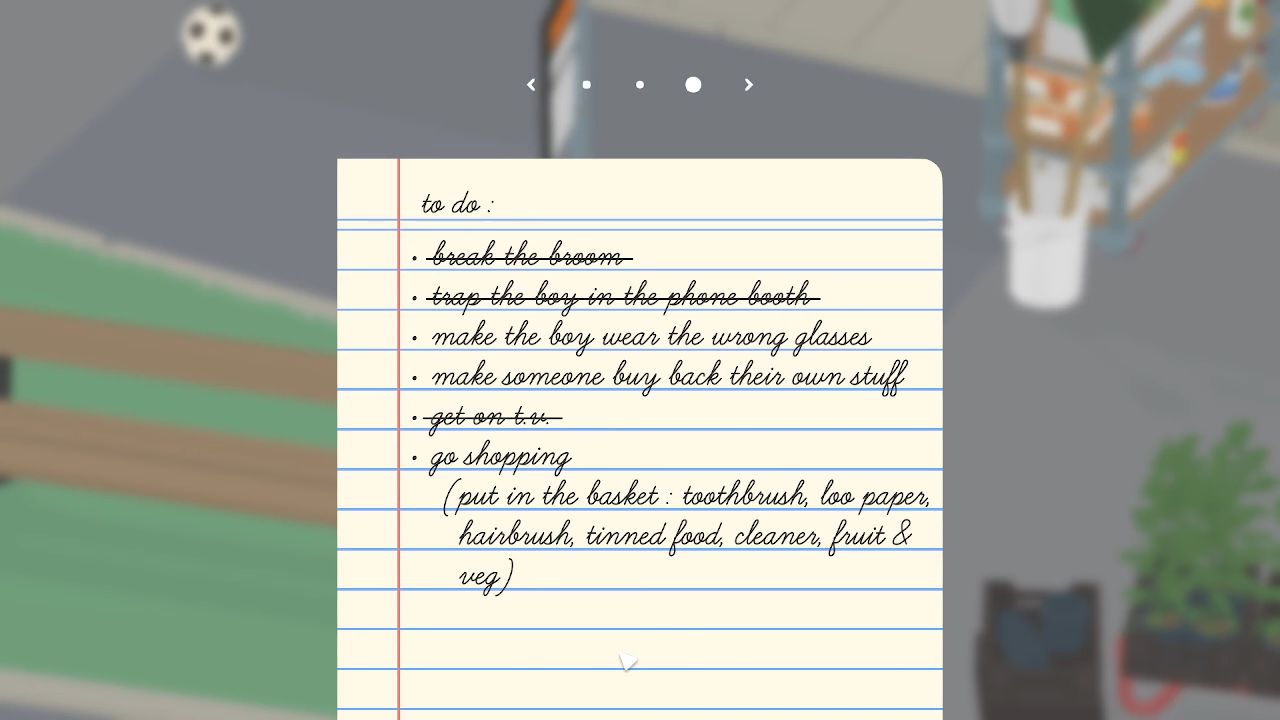 to do :
• break the broom
• trap the boy in the phone booth
• make the boy wear the wrong glasses
• make someone buy back their own stuff
• get on t.v.
• go shopping
(put in the basket : toothbrush, loo paper,
hairbrush, tinned food, cleaner, fruit &
veg)